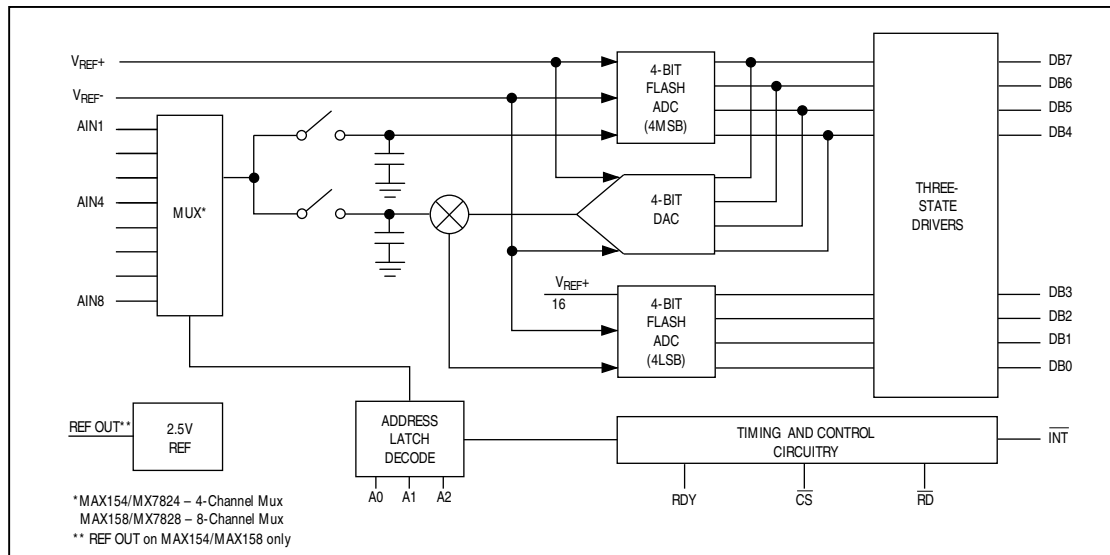 VREF+
VREF-
AIN1
AIN4
AIN8
MUX*
4-BIT
FLASH
ADC
(4MSB)
4-BIT
DAC
VREF+
16
4-BIT
FLASH
ADC
(4LSB)
THREE-
STATE
DRIVERS
DB7
DB6
DB5
DB4
DB3
DB2
DB1
DB0
REF OUT**
2.5V
REF
ADDRESS
LATCH
DECODE
A0 A1 A2
TIMING AND CONTROL
CIRCUITRY
INT
RDY CS RD
*MAX154/MX7824 – 4-Channel Mux
MAX158/MX7828 – 8-Channel Mux
** REF OUT on MAX154/MAX158 only